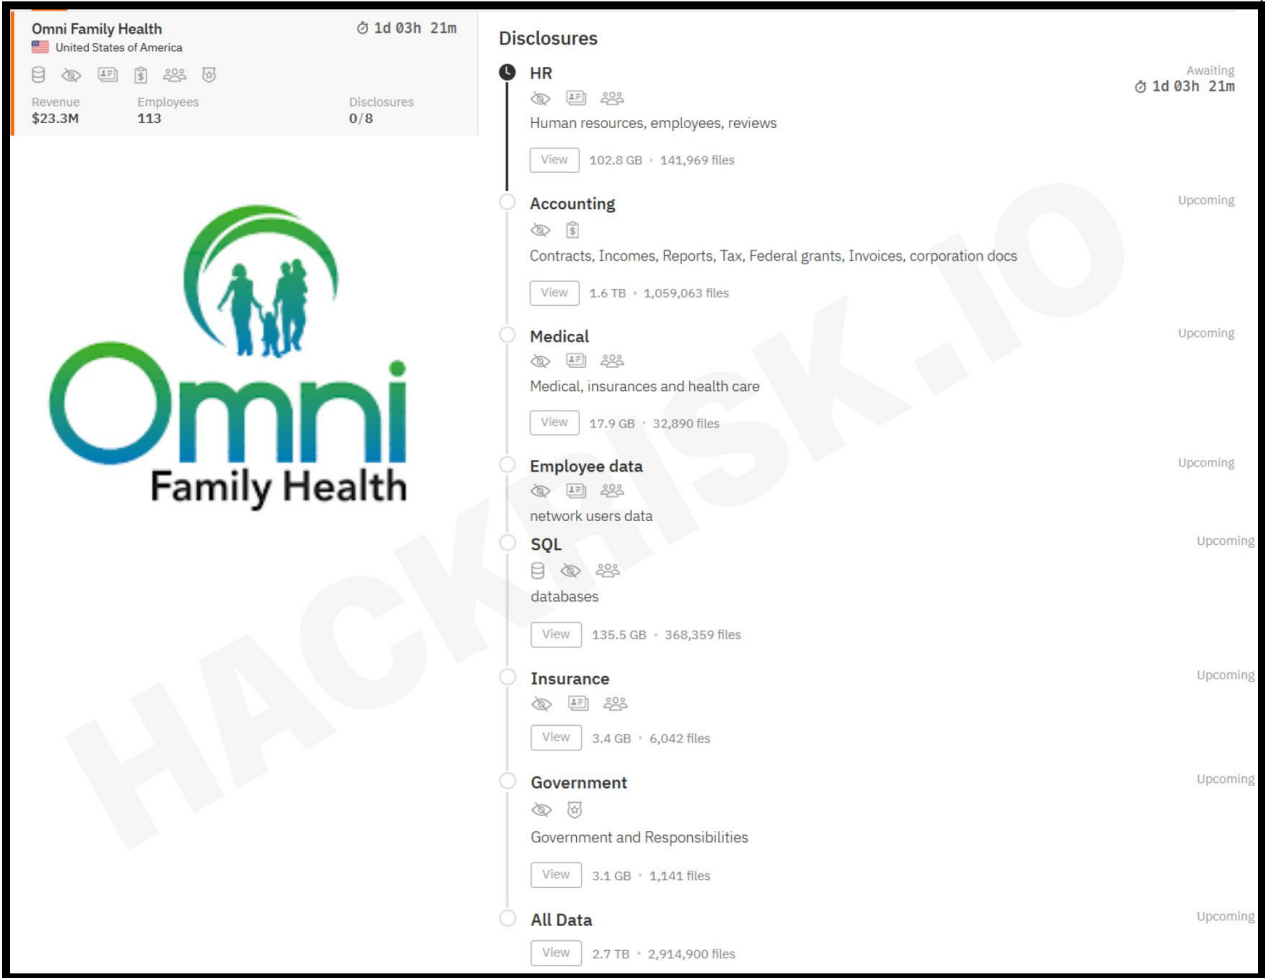 Omni Family Health
1d 03h 21m
United States of America
Revenue
Employees
Disclosures
$23.3M
113
0/8
Omni
Family Health
Disclosures
HR
Awaiting
1d 03h 21m
Human resources, employees, reviews
View 102.8 GB • 141,969 files
Accounting
Upcoming
Contracts, Incomes, Reports, Tax, Federal grants, Invoices, corporation docs
View 1.6 TB • 1,059,063 files
Medical
Upcoming
Medical, insurances and health care
View 17.9 GB • 32,890 files
Employee data
Upcoming
network users data
SQL
Upcoming
databases
View 135.5 GB • 368,359 files
Insurance
Upcoming
View 3.4 GB • 6,042 files
Government
Upcoming
Government and Responsibilities
View 3.1 GB • 1,141 files
All Data
Upcoming
View 2.7 TB • 2,914,900 files
HACKRISK.IO